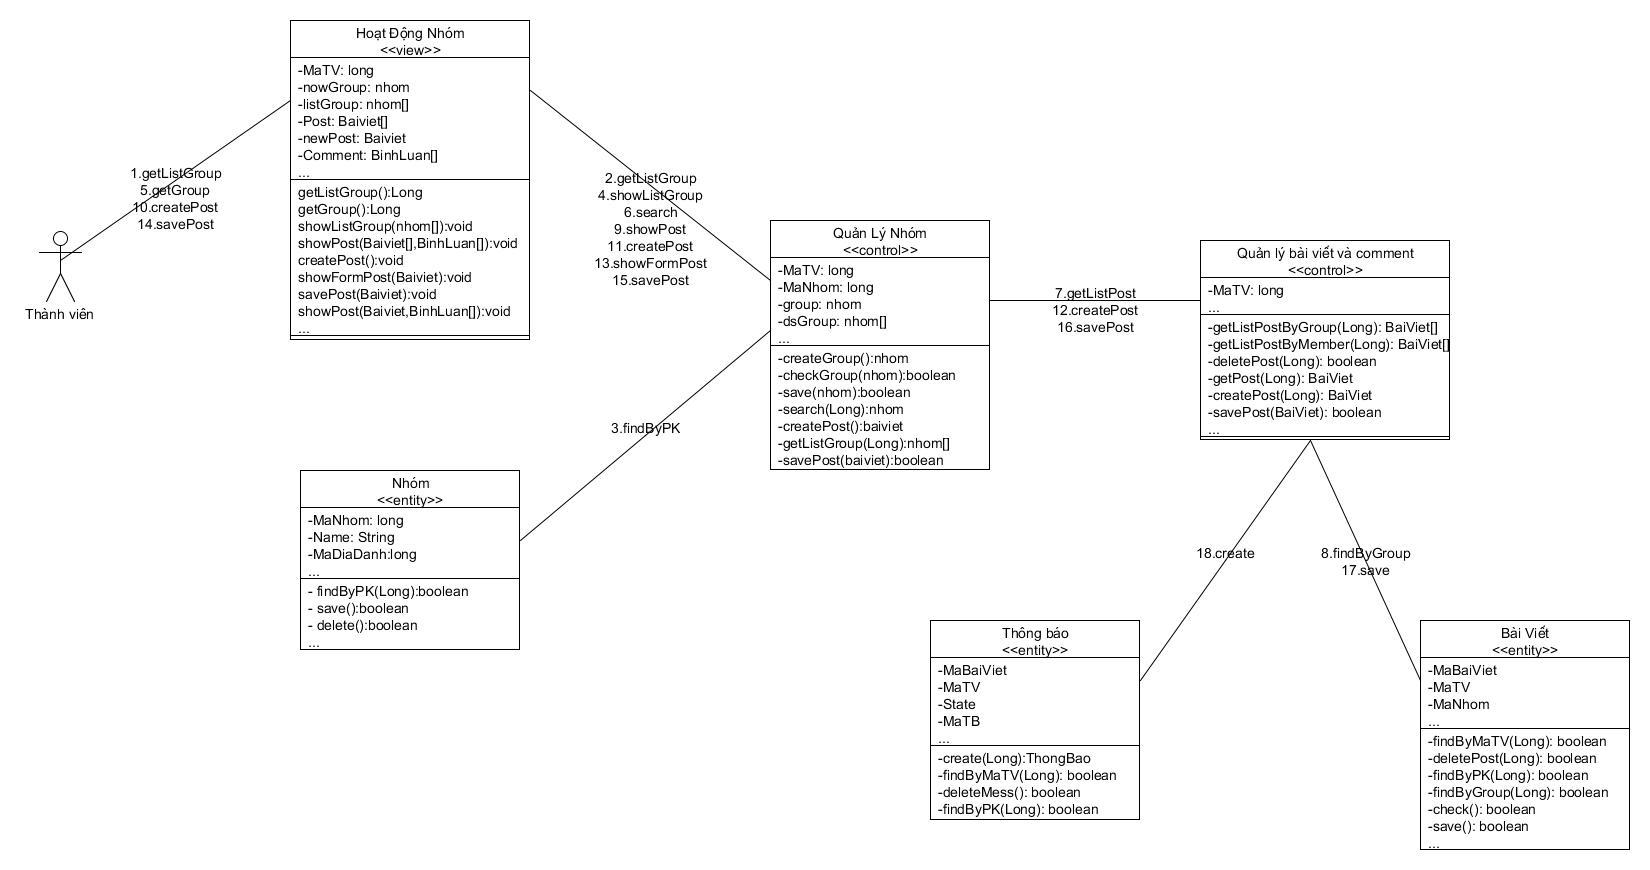 Hoạt Động Nhóm
<<view>>
-MaTV: long
-nowGroup: nhom
-listGroup: nhom[]
-Post: Baiviet[]
-newPost: Baiviet
-Comment: BinhLuan[]
...
getListGroup():Long
getGroup():Long
showListGroup(nhom[]):void
showPost(Baiviet[],BinhLuan[]):void
createPost():void
showFormPost(Baiviet):void
savePost(Baiviet):void
showPost(Baiviet,BinhLuan[]):void
...
1.getListGroup
5.getGroup
10.createPost
14.savePost
Thành viên
2.getListGroup
4.showListGroup
6.search
9.showPost
11.createPost
13.showFormPost
15.savePost
Quản Lý Nhóm
<<control>>
-MaTV: long
-MaNhom: long
-group: nhom
-dsGroup: nhom[]
...
-createGroup():nhom
-checkGroup(nhom):boolean
-save(nhom):boolean
-search(Long):nhom
-createPost():baiviet
-getListGroup(Long):nhom[]
-savePost(baiviet):boolean
7.getListPost
12.createPost
16.savePost
Quản lý bài viết và comment
<<control>>
-MaTV: long
...
-getListPostByGroup(Long): BaiViet[]
-getListPostByMember(Long): BaiViet[]
-deletePost(Long): boolean
-getPost(Long): BaiViet
-createPost(Long): BaiViet
-savePost(BaiViet): boolean
...
3.findByPK
Nhóm
<<entity>>
-MaNhom: long
-Name: String
-MaDiaDanh:long
...
- findByPK(Long):boolean
- save():boolean
- delete():boolean
...
18.create
8.findByGroup
17.save
Thông báo
<<entity>>
-MaBaiViet
-MaTV
-State
-MaTB
...
-create(Long):ThongBao
-findByMaTV(Long): boolean
-deleteMess(): boolean
-findByPK(Long): boolean
Bài Viết
<<entity>>
-MaBaiViet
-MaTV
-MaNhom
...
-findByMaTV(Long): boolean
-deletePost(Long): boolean
-findByPK(Long): boolean
-findByGroup(Long): boolean
-check(): boolean
-save(): boolean
...